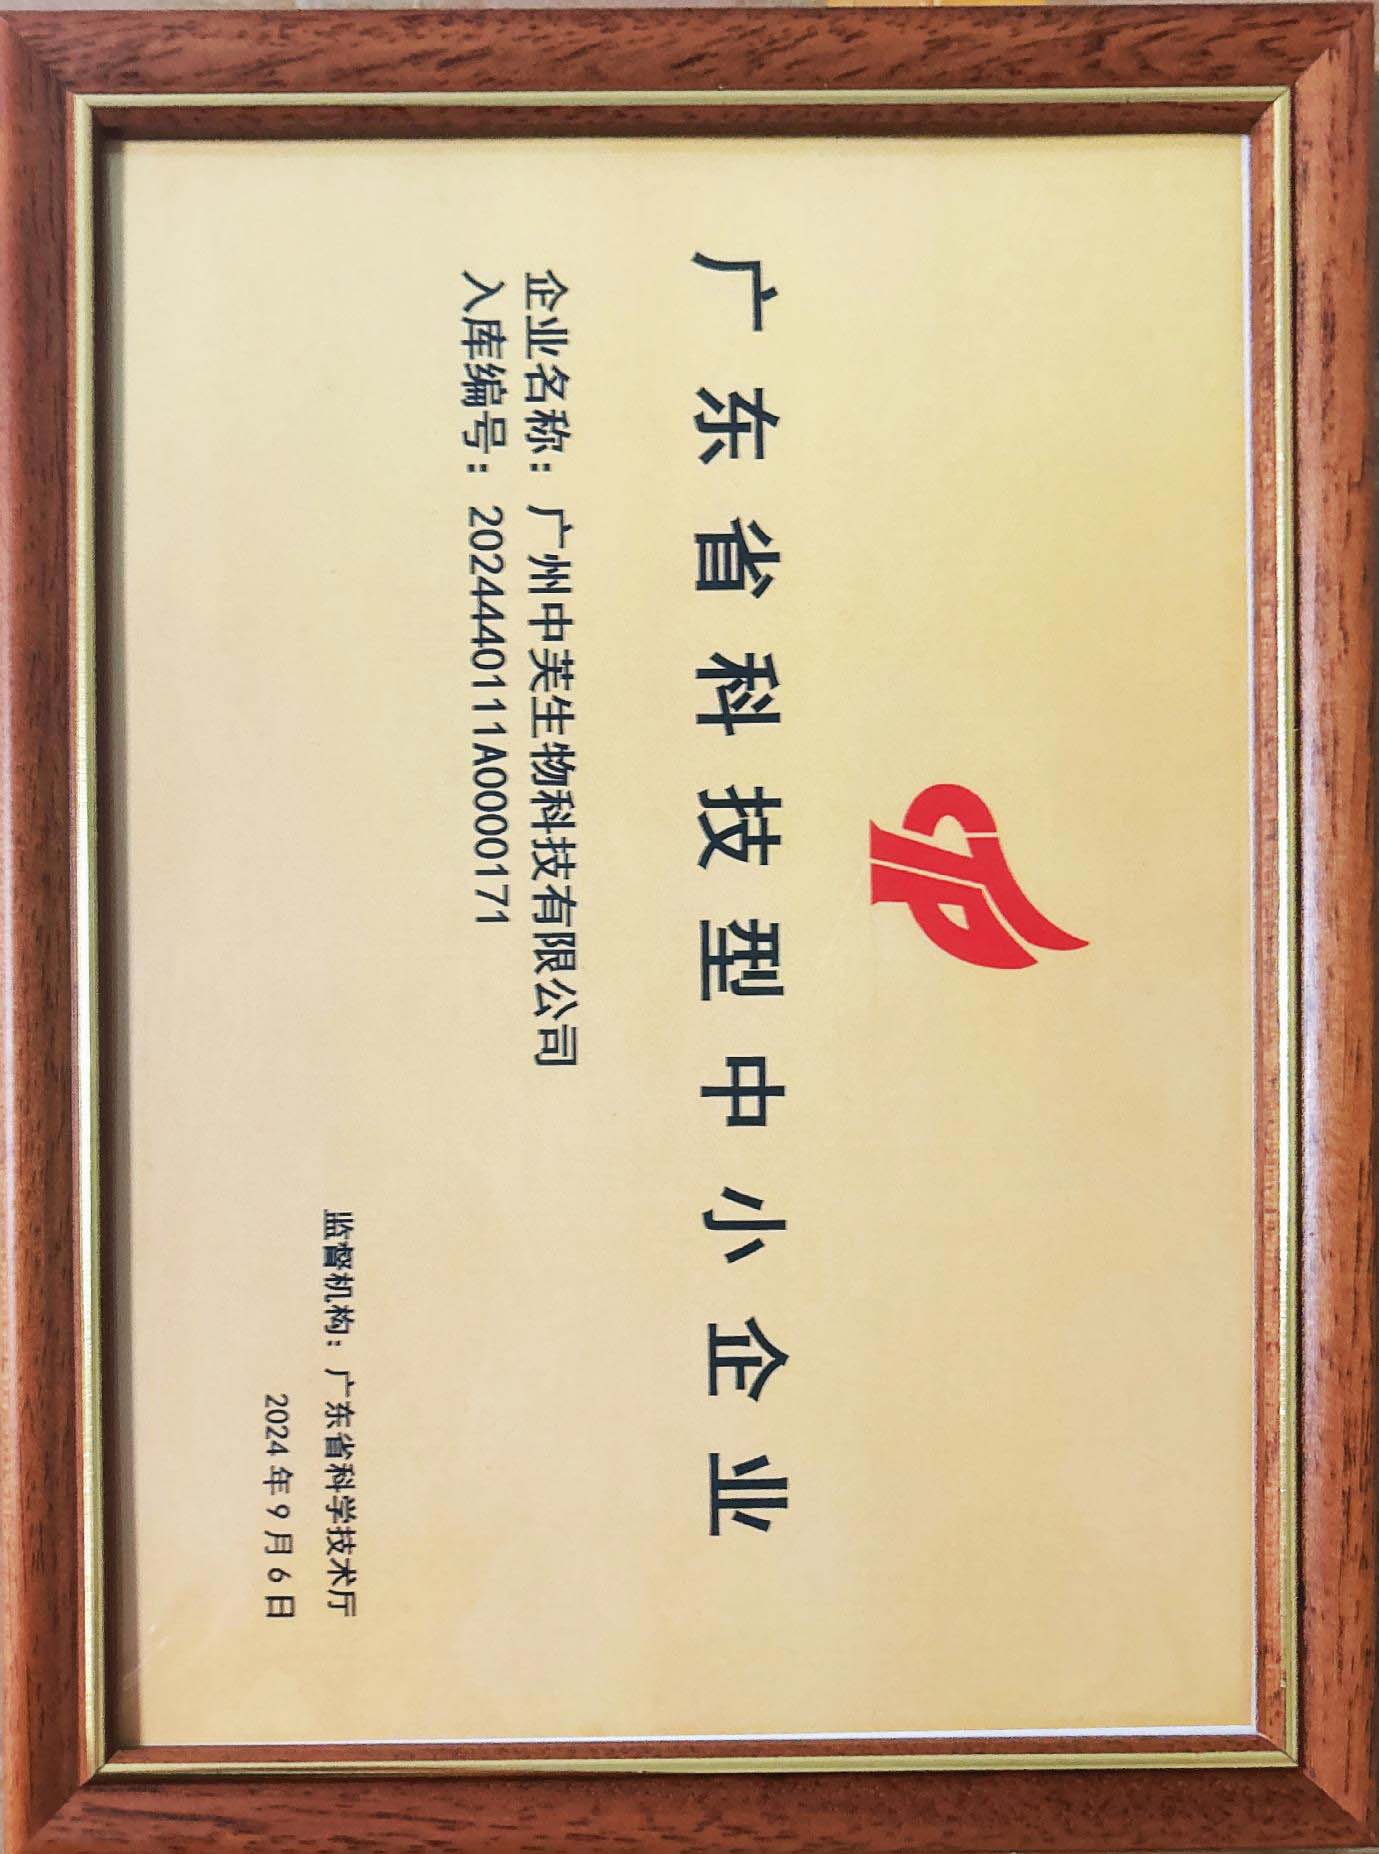 广东省科技型中小企业
企业名称：广州中芙生物科技有限公司
入库编号：2024440111A0000171
监督机构：广东省科学技术厅
2024年9月6日